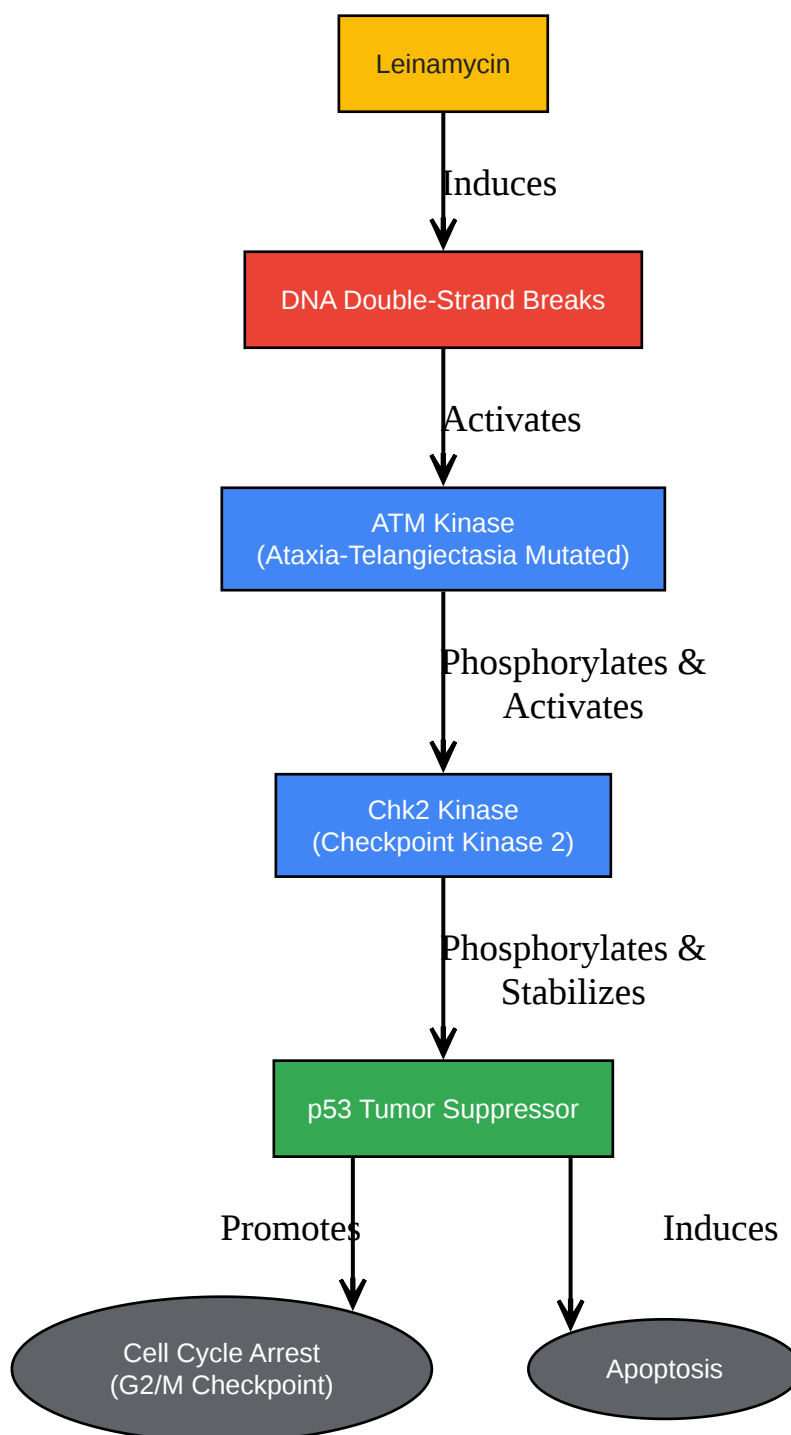 Leinamycin
Induces
DNA Double-Strand Breaks
Activates
ATM Kinase
(Ataxia-Telangiectasia Mutated)
Phosphorylates &
Activates
Chk2 Kinase
(Checkpoint Kinase 2)
Phosphorylates &
Stabilizes
p53 Tumor Suppressor
Promotes
Induces
Cell Cycle Arrest
(G2/M Checkpoint)
Apoptosis